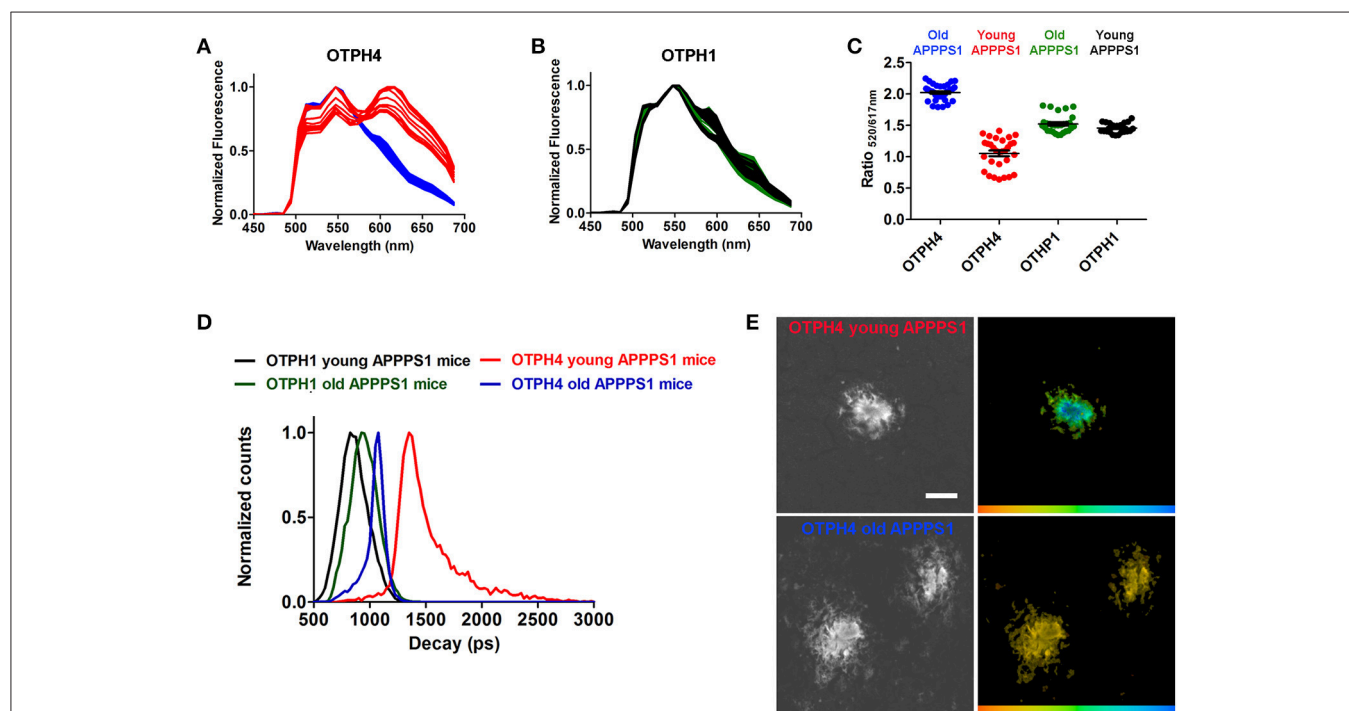 A
OTPH4
Normalized Fluorescence
1.0
0.5
0.0
450 500 550 600 650 700
Wavelength (nm)
B
OTPH1
Normalized Fluorescence
1.0
0.5
0.0
450 500 550 600 650 700
Wavelength (nm)
C
Old APPPS1
Young APPPS1
Old APPPS1
Young APPPS1
Ratio 520/617nm
2.5
2.0
1.5
1.0
0.5
0.0
OTPH4
OTPH4
OTHP1
OTPH1
D
OTPH1 young APPPS1 mice
OTPH4 young APPPS1 mice
OTPH1 old APPPS1 mice
OTPH4 old APPPS1 mice
Normalized counts
1.0
0.5
0.0
500 1000 1500 2000 2500 3000
Decay (ps)
E
OTPH4 young APPPS1
OTPH4 old APPPS1